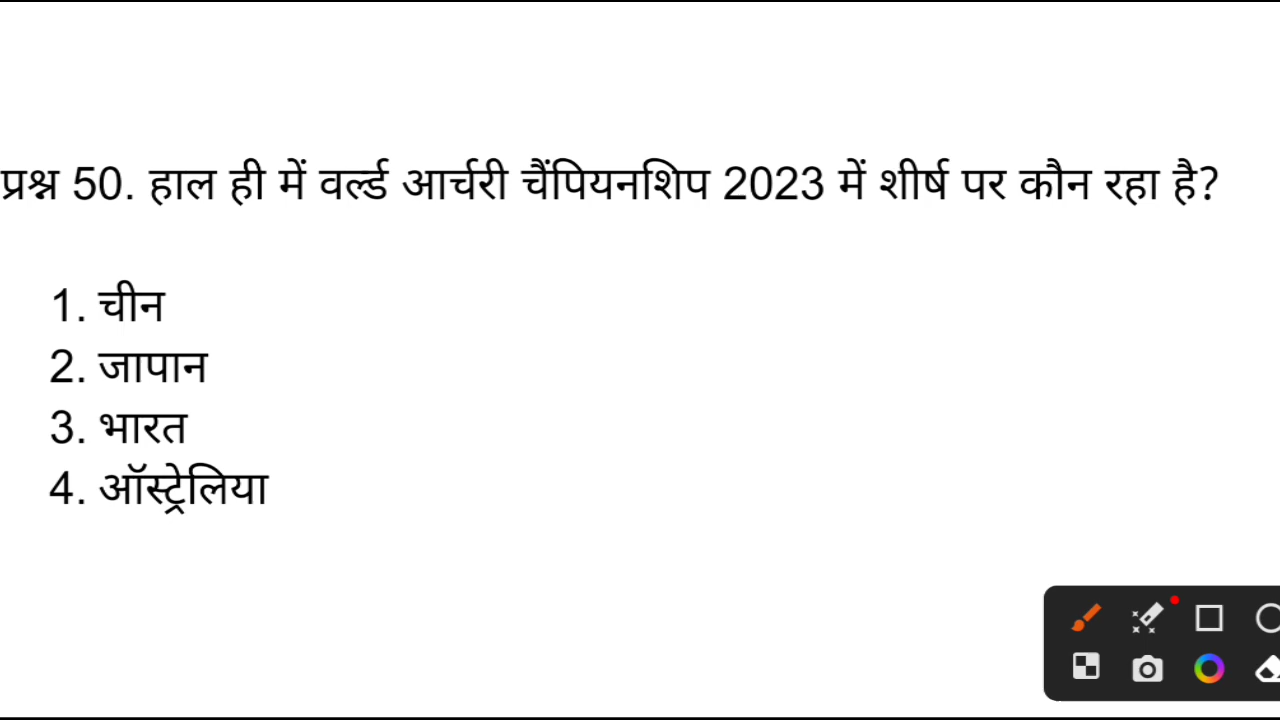 प्रश्न 50. हाल ही में वर्ल्ड आर्चरी चैंपियनशिप 2023 में शीर्ष पर कौन रहा है?
1. चीन
2. जापान
3. भारत
4. ऑस्ट्रेलिया